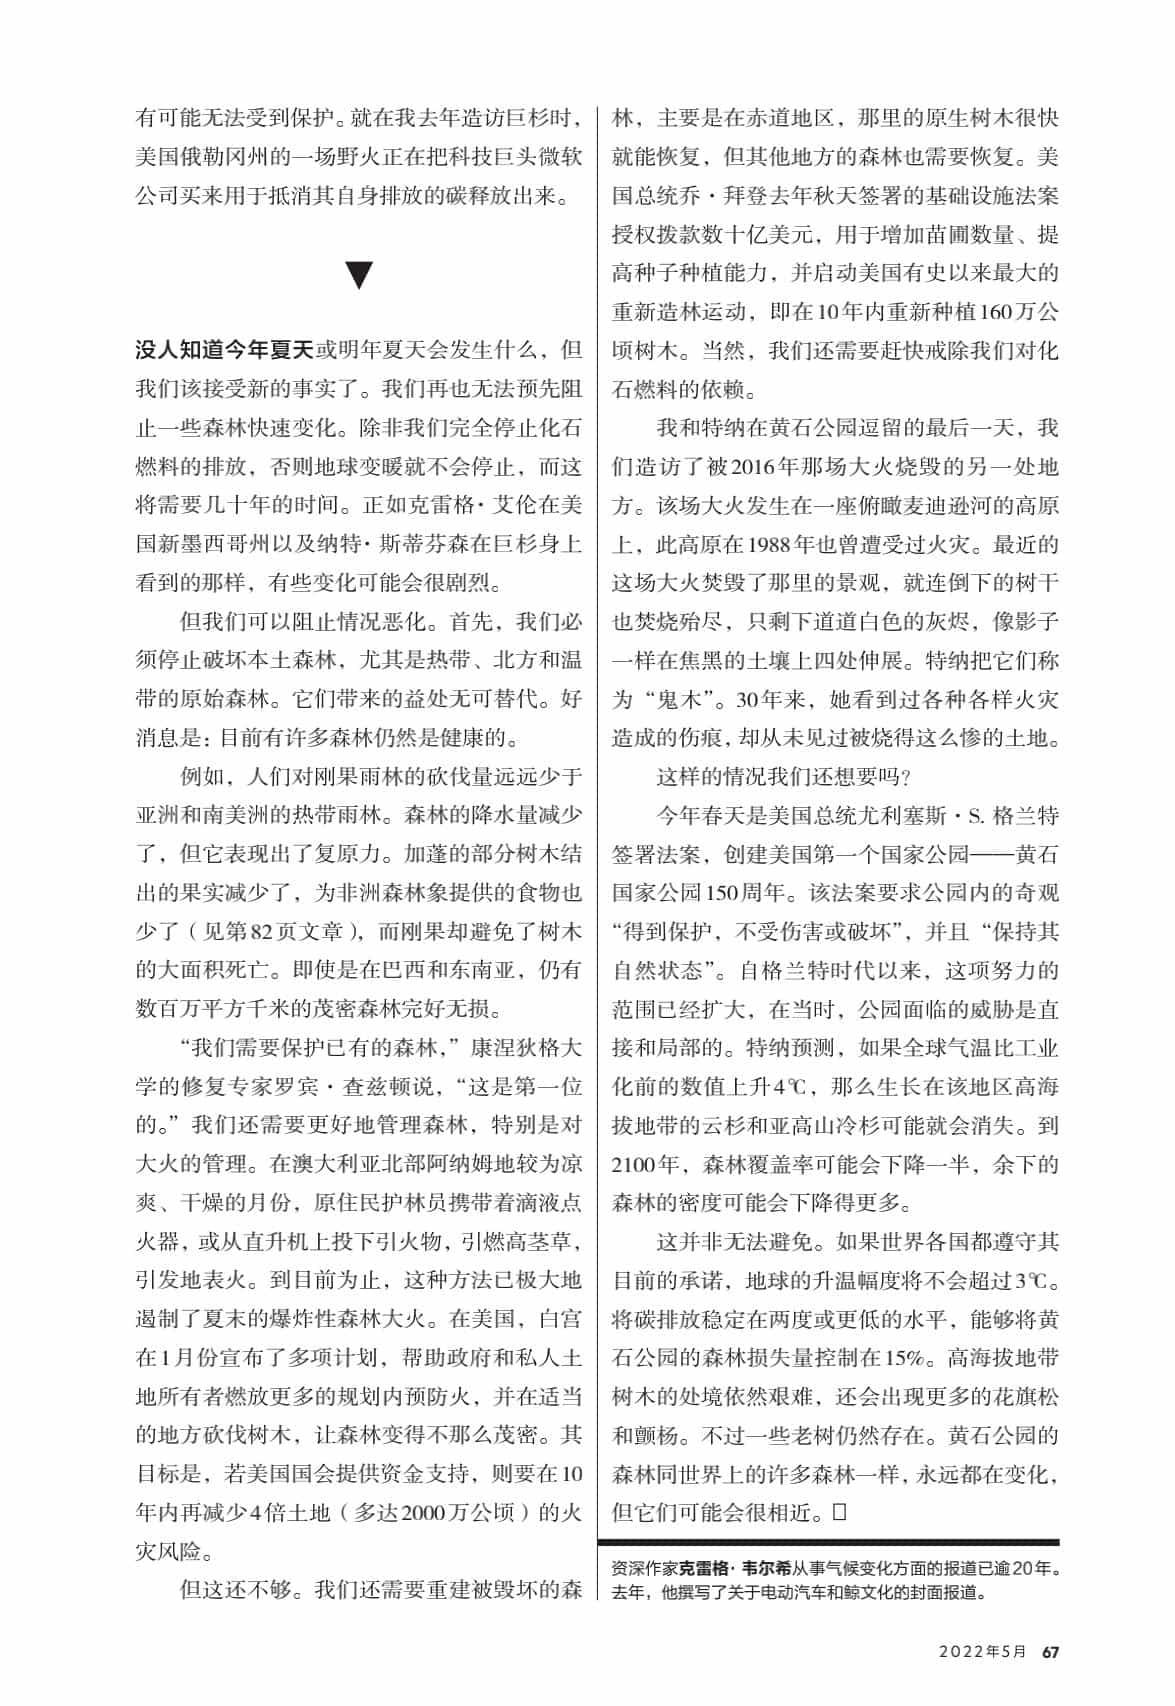 有可能无法受到保护。就在我去年造访巨杉时，
美国俄勒冈州的一场野火正在把科技巨头微软
公司买来用于抵消其自身排放的碳释放出来。
没人知道今年夏天或明年夏天会发生什么，但
我们该接受新的事实了。我们再也无法预先阻
止一些森林快速变化。除非我们完全停止化石
燃料的排放，否则地球变暖就不会停止，而这
将需要几十年的时间。正如克雷格·艾伦在美
国新墨西哥州以及纳特·斯蒂芬森在巨杉身上
看到的那样，有些变化可能会很剧烈。
但我们可以阻止情况恶化。首先，我们必
须停止破坏本土森林，尤其是热带、北方和温
带的原始森林。它们带来的益处无可替代。好
消息是：目前有许多森林仍然是健康的。
例如，人们对刚果雨林的砍伐量远远少于
亚洲和南美洲的热带雨林。森林的降水量减少
了，但它表现出了复原力。加蓬的部分树木结
出的果实减少了，为非洲森林象提供的食物也
少了（见第82页文章），而刚果却避免了树木
的大面积死亡。即使是在巴西和东南亚，仍有
数百万平方千米的茂密森林完好无损。
“我们需要保护已有的森林，”康涅狄格大
学的修复专家罗宾·查兹顿说，“这是第一位
的。”我们还需要更好地管理森林，特别是对
大火的管理。在澳大利亚北部阿纳姆地较为凉
爽、干燥的月份，原住民护林员携带着滴液点
火器，或从直升机上投下引火物，引燃高茎草，
引发地表火。到目前为止，这种方法已极大地
遏制了夏末的爆炸性森林大火。在美国，白宫
在1月份宣布了多项计划，帮助政府和私人土
地所有者燃放更多的规划内预防火，并在适当
的地方砍伐树木，让森林变得不那么茂密。其
目标是，若美国国会提供资金支持，则要在10
年内再减少4倍土地（多达2000万公顷）的火
灾风险。
但这还不够。我们还需要重建被毁坏的森
林，主要是在赤道地区，那里的原生树木很快
就能恢复，但其他地方的森林也需要恢复。美
国总统乔·拜登去年秋天签署的基础设施法案
授权拨款数十亿美元，用于增加苗圃数量、提
高种子种植能力，并启动美国有史以来最大的
重新造林运动，即在10年内重新种植160万公
顷树木。当然，我们还需要赶快戒除我们对化
石燃料的依赖。
我和特纳在黄石公园逗留的最后一天，我
们造访了被2016年那场大火烧毁的另一处地
方。该场大火发生在一座俯瞰麦迪逊河的高原
上，此高原在1988年也曾遭受过火灾。最近的
这场大火焚毁了那里的景观，就连倒下的树干
也焚烧殆尽，只剩下道道白色的灰烬，像影子
一样在焦黑的土壤上四处伸展。特纳把它们称
为“鬼木”。30年来，她看到过各种各样火灾
造成的伤痕，却从未见过被烧得这么惨的土地。
这样的情况我们还想要吗？
今年春天是美国总统尤利塞斯·S. 格兰特
签署法案，创建美国第一个国家公园——黄石
国家公园150周年。该法案要求公园内的奇观
“得到保护，不受伤害或破坏”，并且“保持其
自然状态”。自格兰特时代以来，这项努力的
范围已经扩大，在当时，公园面临的威胁是直
接和局部的。特纳预测，如果全球气温比工业
化前的数值上升4℃，那么生长在该地区高海
拔地带的云杉和亚高山冷杉可能就会消失。到
2100年，森林覆盖率可能会下降一半，余下的
森林的密度可能会下降得更多。
这并非无法避免。如果世界各国都遵守其
目前的承诺，地球的升温幅度将不会超过3℃。
将碳排放稳定在两度或更低的水平，能够将黄
石公园的森林损失量控制在15%。高海拔地带
树木的处境依然艰难，还会出现更多的花旗松
和颤杨。不过一些老树仍然存在。黄石公园的
森林同世界上的许多森林一样，永远都在变化，
但它们可能会很相近。
资深作家克雷格·韦尔希从事气候变化方面的报道已逾20年。
去年，他撰写了关于电动汽车和鲸文化的封面报道。
2022年5月 67